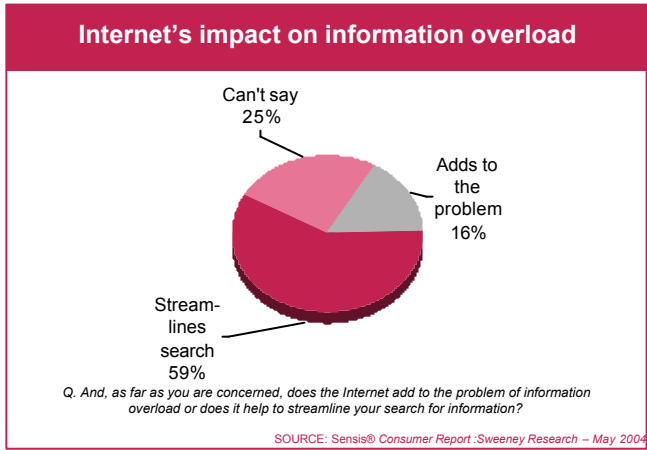 Internet's impact on information overload
Can't say
25%
Adds to
the
problem
16%
Stream-
lines
search
59%
Q. And, as far as you are concerned, does the Internet add to the problem of information
overload or does it help to streamline your search for information?
SOURCE: Sensis® Consumer Report :Sweeney Research – May 2004